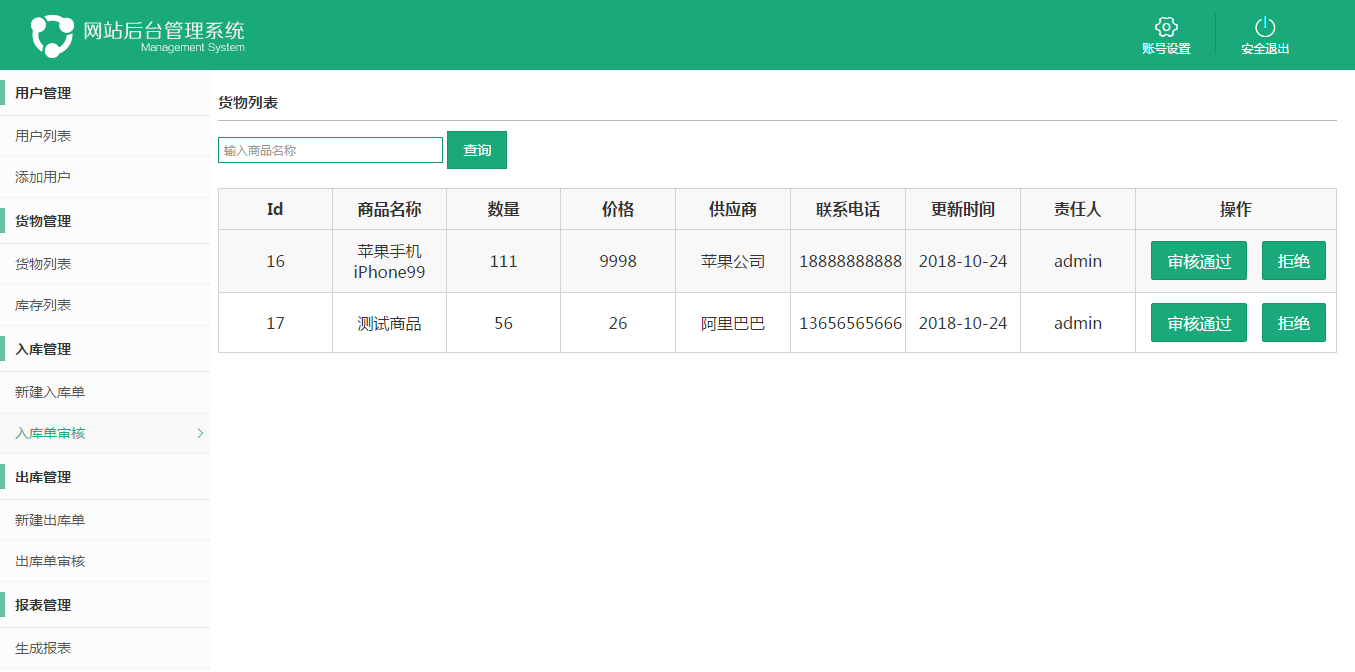 网站后台管理系统
Management System
账号设置
安全退出
用户管理
用户列表
添加用户
货物管理
货物列表
库存列表
入库管理
新建入库单
入库单审核
出库管理
新建出库单
出库单审核
报表管理
生成报表
货物列表
输入商品名称 查询
Id 商品名称 数量 价格 供应商 联系电话 更新时间 责任人 操作
16 苹果手机 iPhone99 111 9998 苹果公司 18888888888 2018-10-24 admin 审核通过 拒绝
17 测试商品 56 26 阿里巴巴 13656565666 2018-10-24 admin 审核通过 拒绝